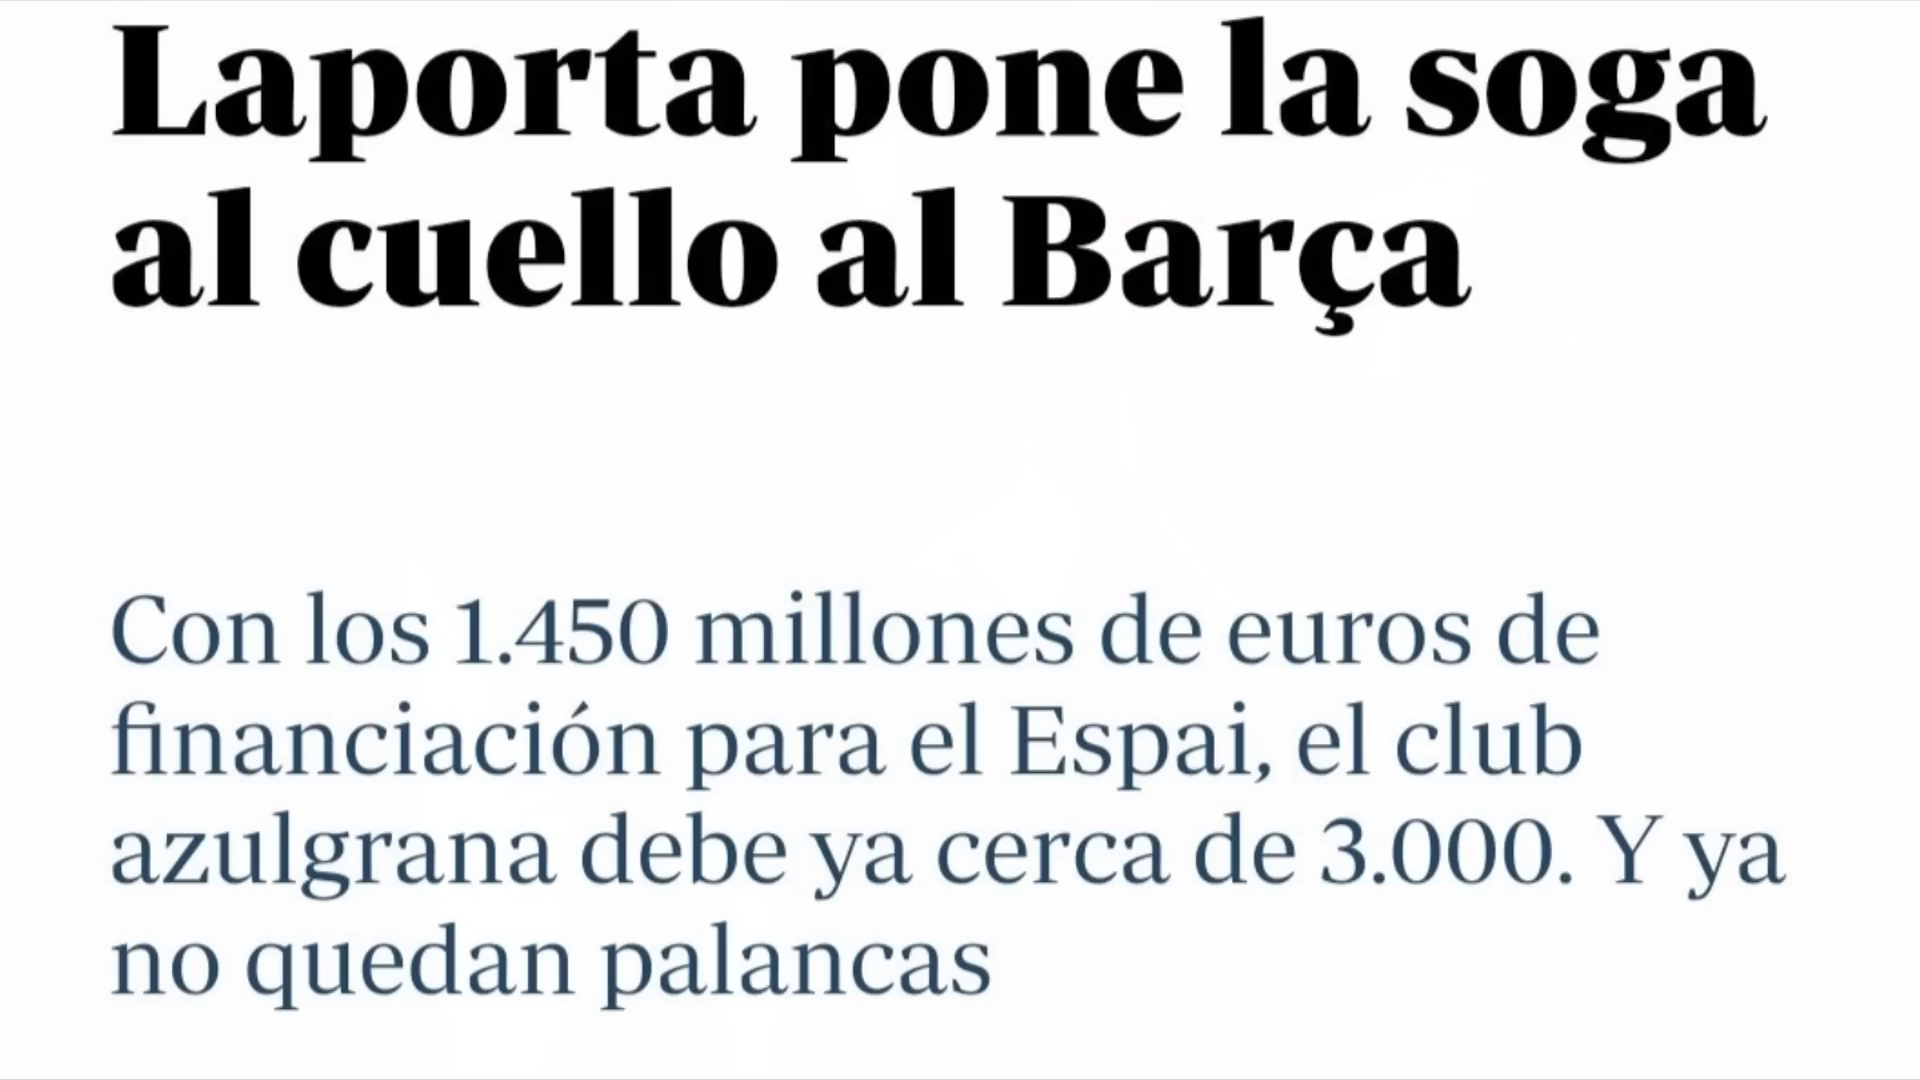 Laporta pone la soga
al cuello al Barça
Con los 1.450 millones de euros de
financiación para el Espai, el club
azulgrana debe ya cerca de 3.000. Y ya
no quedan palancas